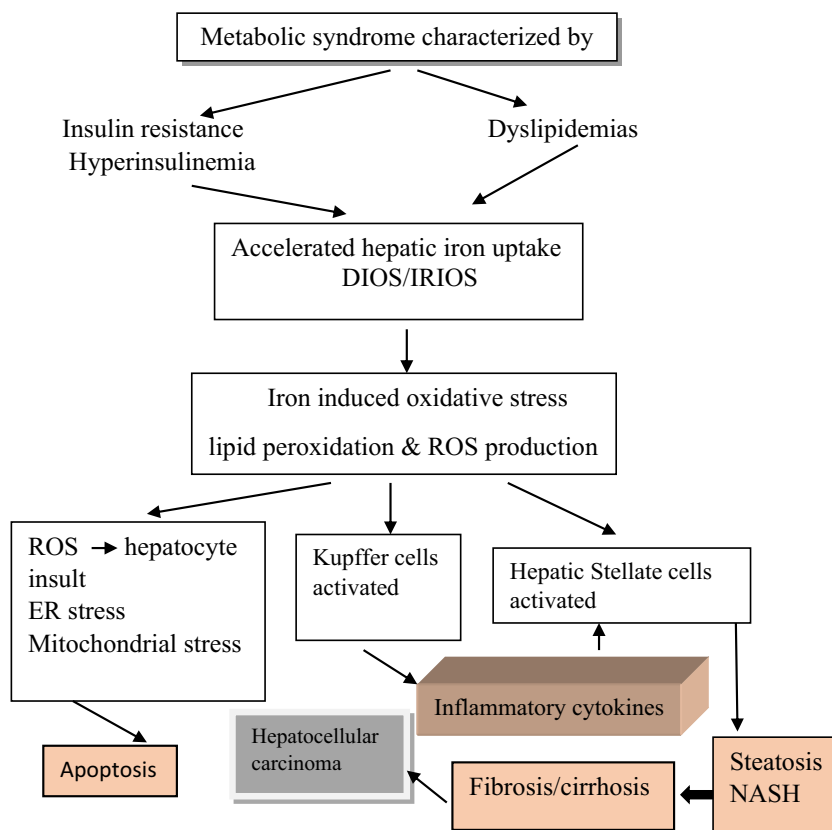 Metabolic syndrome characterized by
Insulin resistance
Hyperinsulinemia
Dyslipidemias
Accelerated hepatic iron uptake
DIOS/IRIOS
Iron induced oxidative stress
lipid peroxidation & ROS production
ROS → hepatocyte
insult
ER stress
Mitochondrial stress
Kupffer cells
activated
Hepatic Stellate cells
activated
Inflammatory cytokines
Hepatocellular
carcinoma
Apoptosis
Fibrosis/cirrhosis
Steatosis
NASH